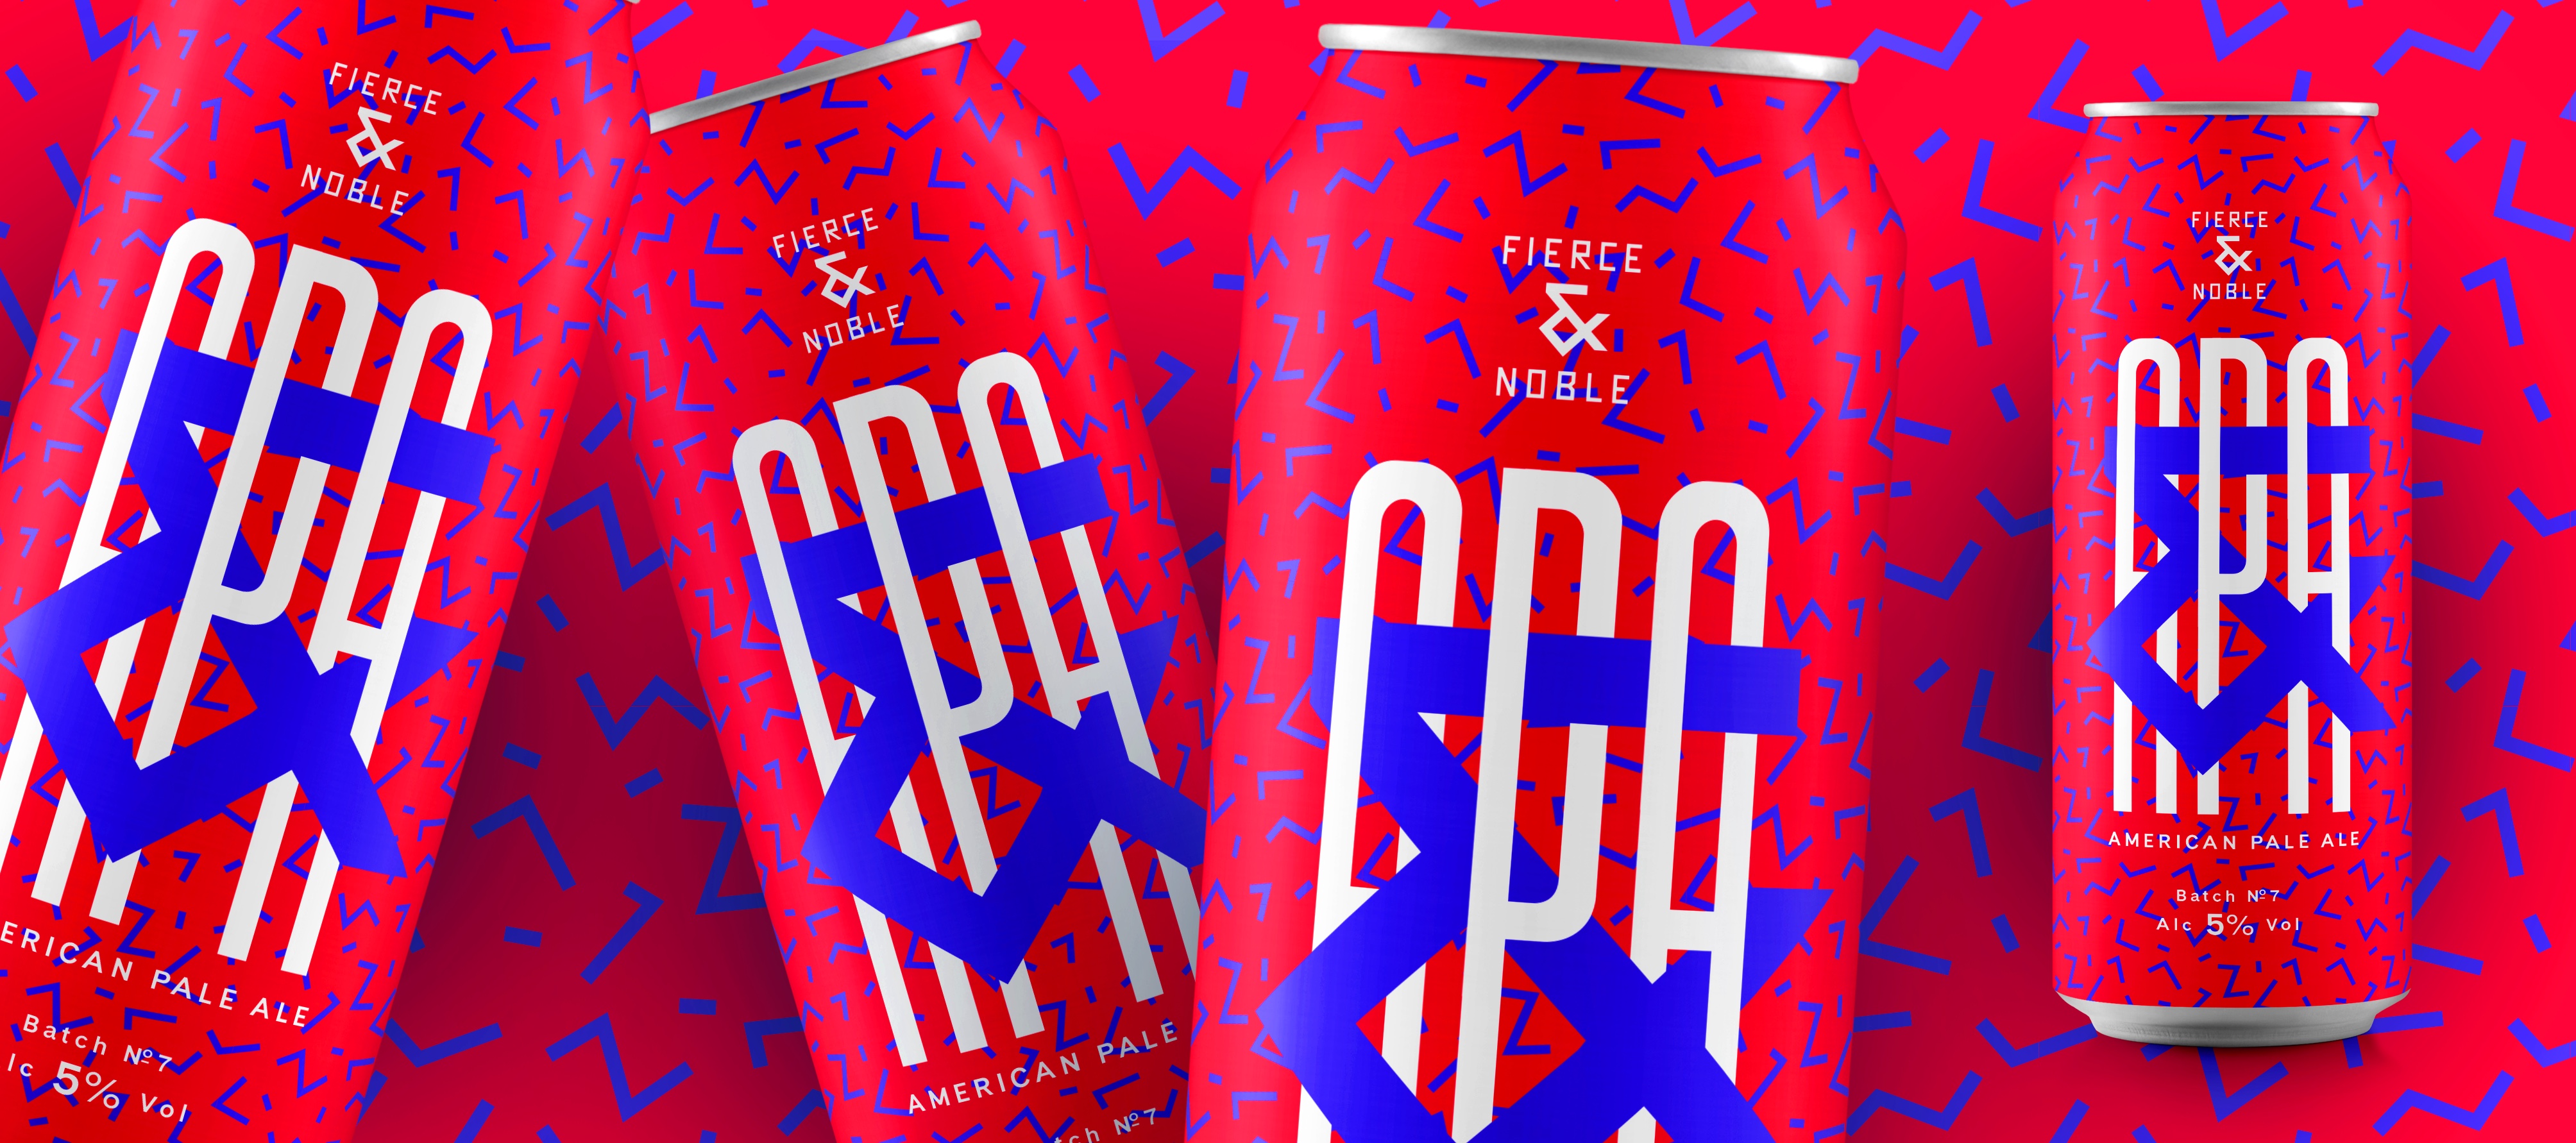 FIERCE
&
NOBLE
APA
ERICAN PALE ALE
Batch Nº7
lc 5% Vol
FIERCE
&
NOBLE
APA
AMERICAN PALE
tch Nº7
FIERCE
&
NOBLE
APA
&
FIERCE
&
NOBLE
APA
&
AMERICAN PALE ALE
Batch Nº7
Alc 5% Vol